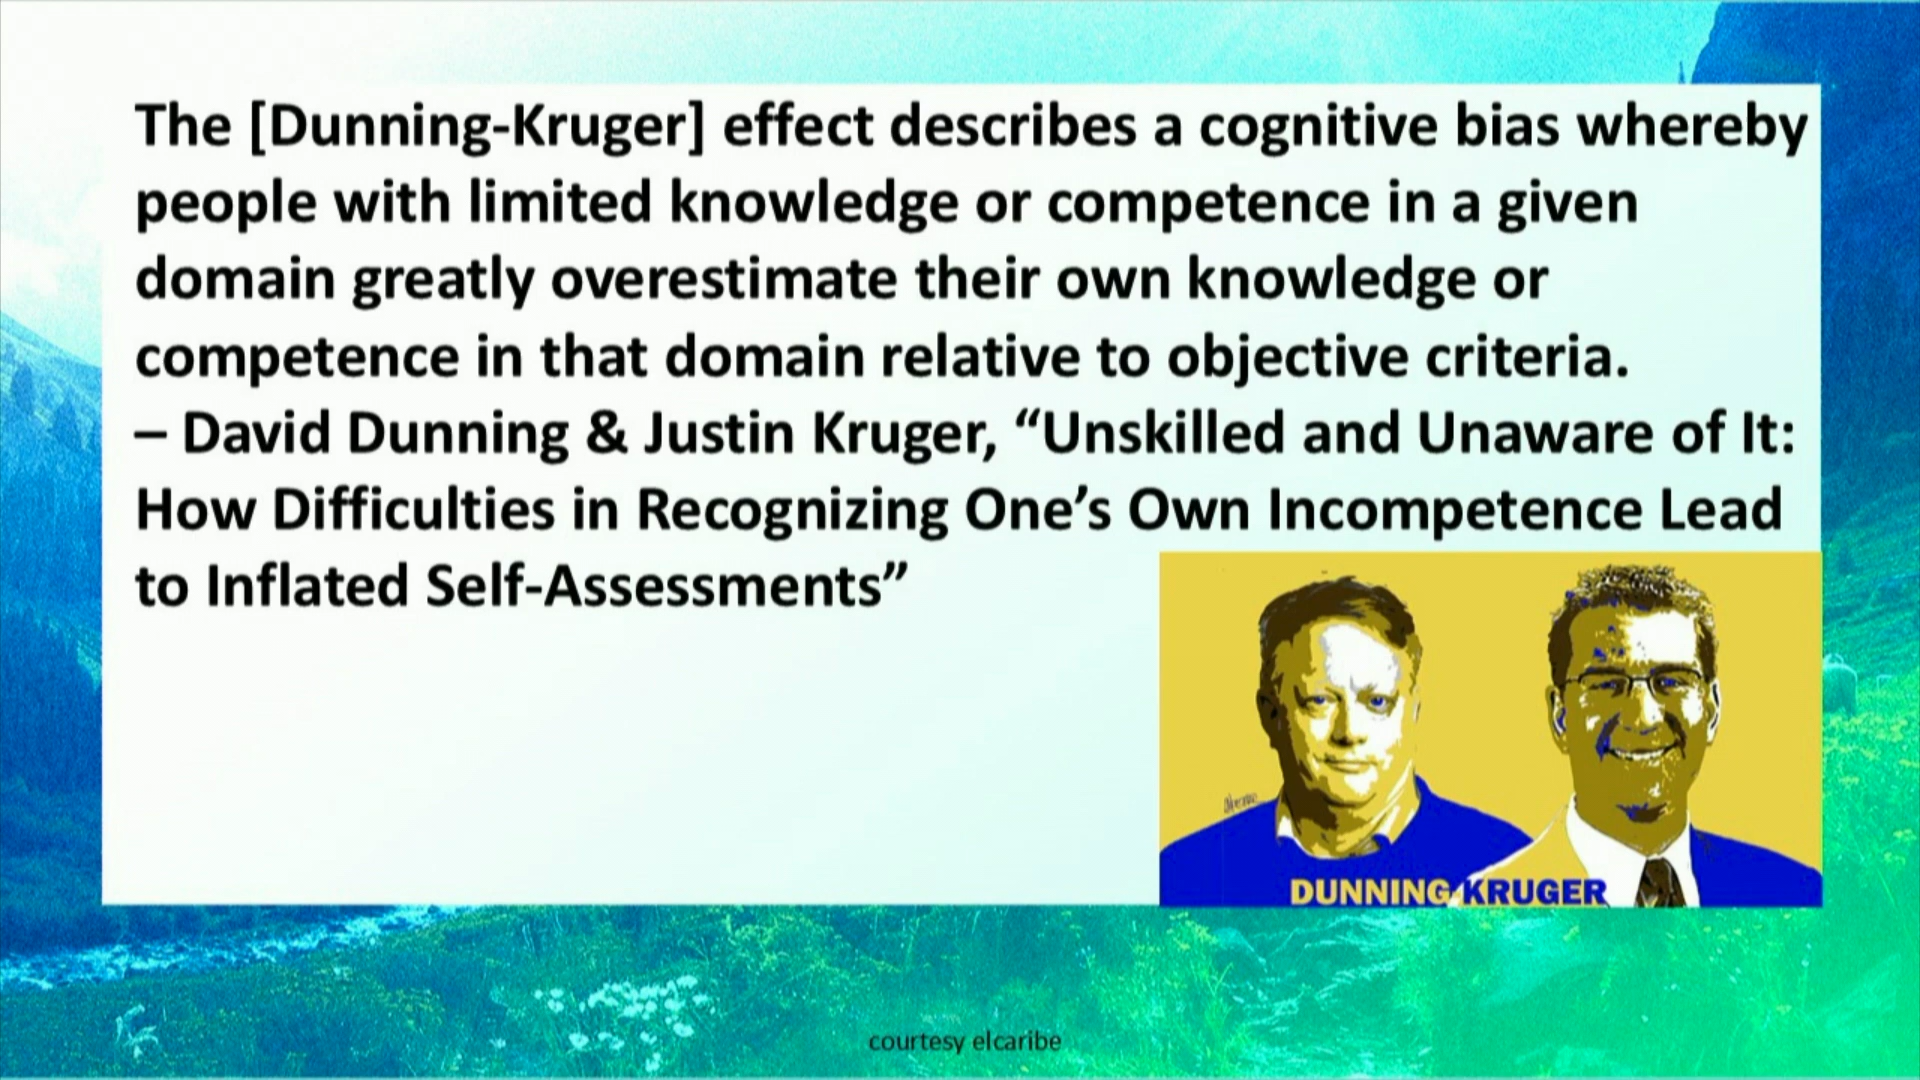 The [Dunning-Kruger] effect describes a cognitive bias whereby
people with limited knowledge or competence in a given
domain greatly overestimate their own knowledge or
competence in that domain relative to objective criteria.
– David Dunning & Justin Kruger, “Unskilled and Unaware of It:
How Difficulties in Recognizing One’s Own Incompetence Lead
to Inflated Self-Assessments”
DUNNING KRUGER
courtesy elcaribe